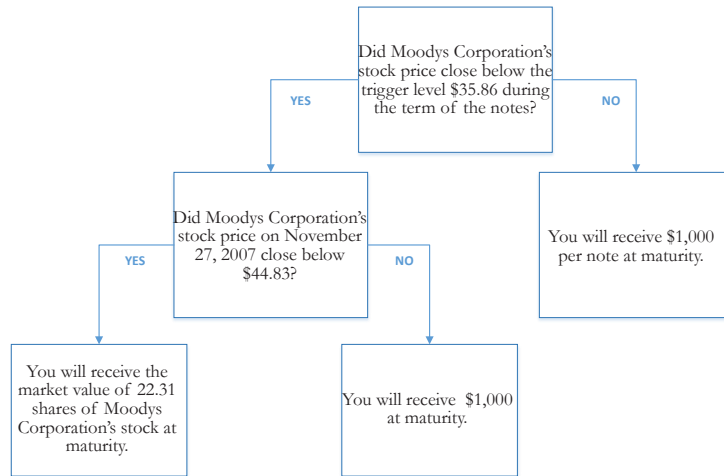 Did Moodys Corporation's
stock price close below the
trigger level $35.86 during
the term of the notes?
YES
NO
Did Moodys Corporation's
stock price on November
27, 2007 close below
$44.83?
You will receive $1,000
per note at maturity.
YES
NO
You will receive the
market value of 22.31
shares of Moodys
Corporation's stock at
maturity.
You will receive $1,000
at maturity.